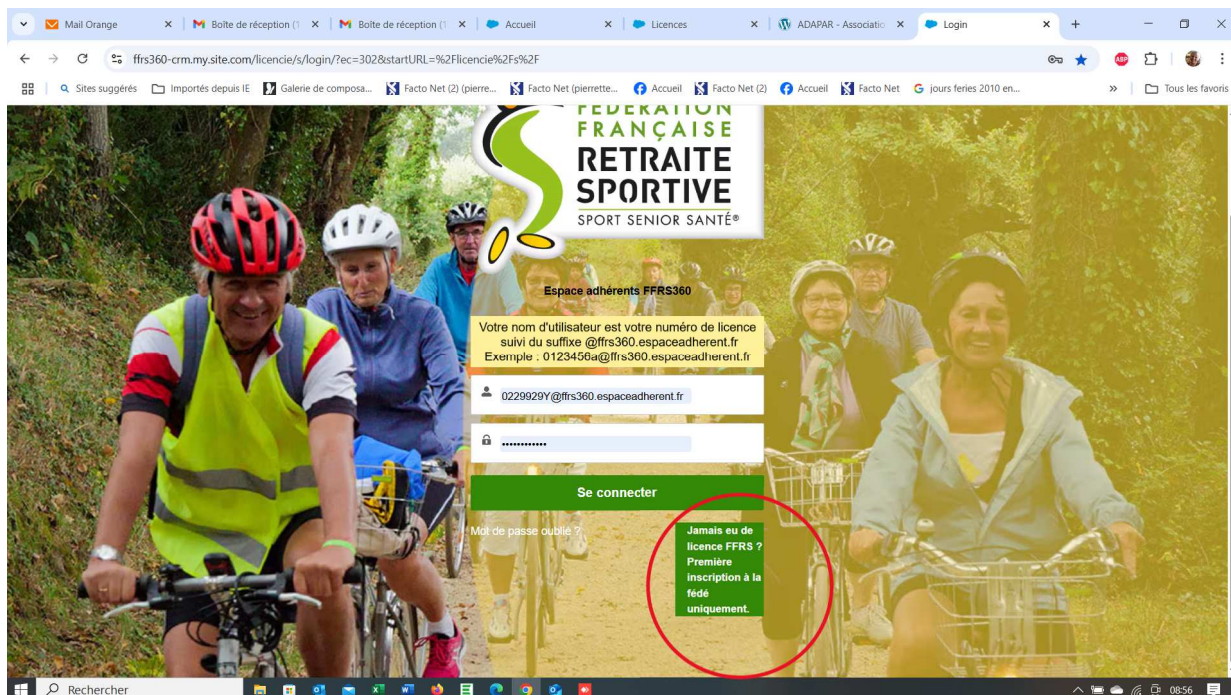 Mail Orange
Boîte de réception (1
Boîte de réception (1
Accueil
Licences
ADAPAR - Associatio
Login
ffrs360-crm.my.site.com/licencie/s/login/?ec=302&startURL=%2Flicencie%2Fs%2F
ABP
Sites suggérés
Importés depuis IE
Galerie de composa...
Facto Net (2) (pierre...
Facto Net (pierrette...
Accueil
Facto Net (2)
Accueil
Facto Net
jours feries 2010 en...
»
Tous les favoris
FÉDÉRATION
FRANÇAISE
RETRAITE
SPORTIVE
SPORT SENIOR SANTÉ®
Espace adhérents FFRS360
Votre nom d'utilisateur est votre numéro de licence
suivi du suffixe @ffrs360.espaceadherent.fr
Exemple : 0123456a@ffrs360.espaceadherent.fr
0229929Y@ffrs360.espaceadherent.fr
••••••••••••
Se connecter
Mot de passe oublié ?
Jamais eu de
licence FFRS ?
Première
inscription à la
fédé
uniquement.
Rechercher
08:56